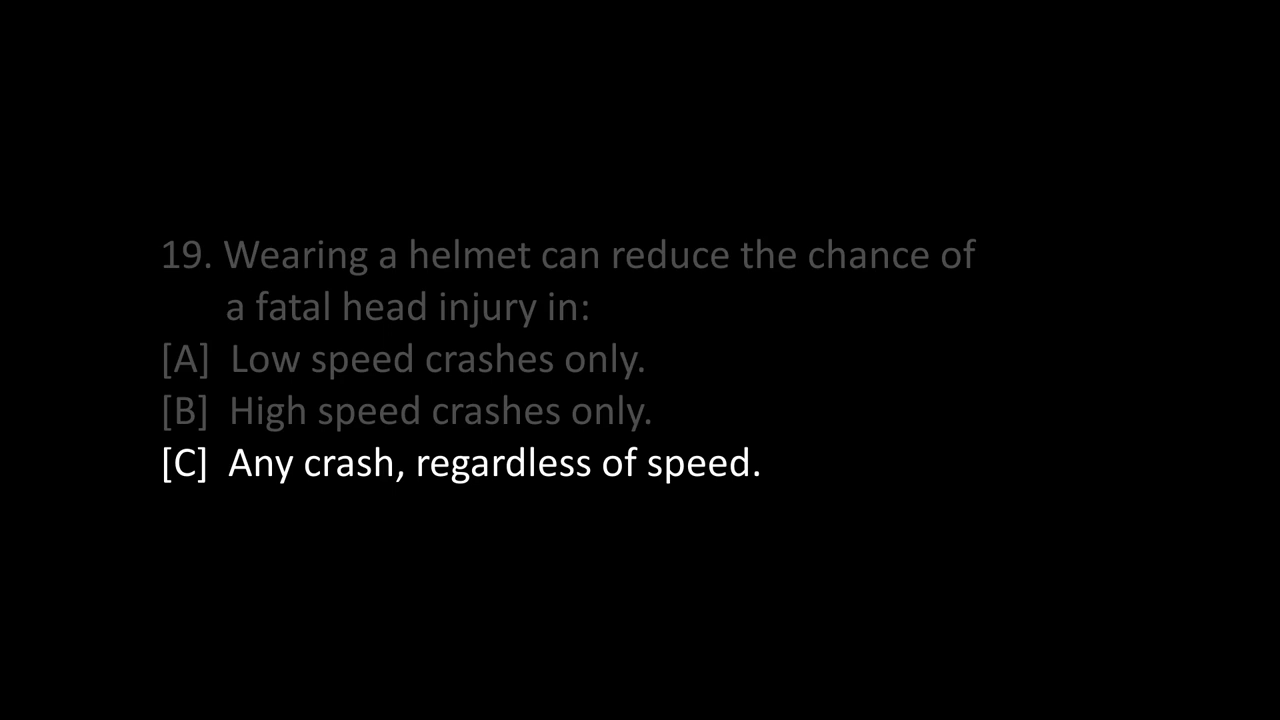 19. Wearing a helmet can reduce the chance of
a fatal head injury in:
[A] Low speed crashes only.
[B] High speed crashes only.
[C] Any crash, regardless of speed.